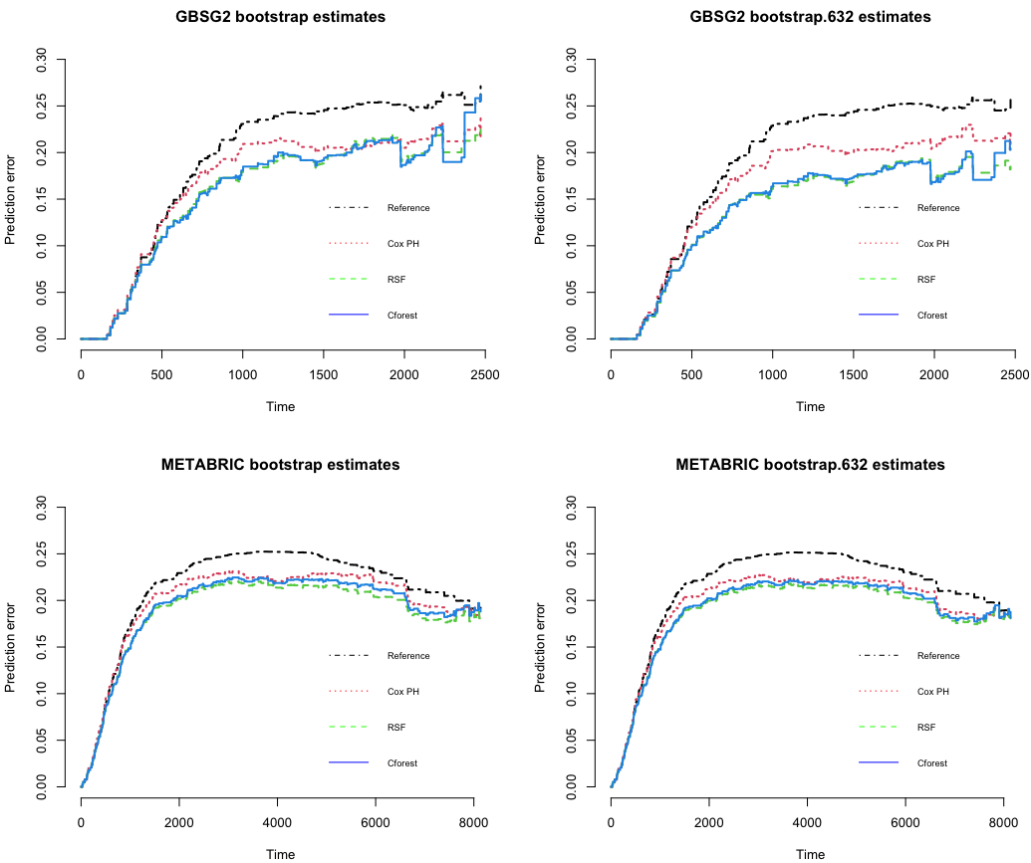 GBSG2 bootstrap estimates
Prediction error
0.00 0.05 0.10 0.15 0.20 0.25 0.30
Reference
Cox PH
RSF
Cforest
0 500 1000 1500 2000 2500
Time
GBSG2 bootstrap.632 estimates
Prediction error
0.00 0.05 0.10 0.15 0.20 0.25 0.30
Reference
Cox PH
RSF
Cforest
0 500 1000 1500 2000 2500
Time
METABRIC bootstrap estimates
Prediction error
0.00 0.05 0.10 0.15 0.20 0.25 0.30
Reference
Cox PH
RSF
Cforest
0 2000 4000 6000 8000
Time
METABRIC bootstrap.632 estimates
Prediction error
0.00 0.05 0.10 0.15 0.20 0.25 0.30
Reference
Cox PH
RSF
Cforest
0 2000 4000 6000 8000
Time